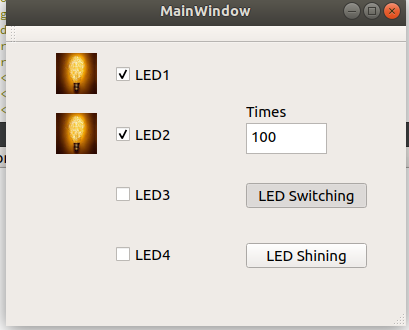 MainWindow
LED1
LED2
Times
100
LED3
LED Switching
LED4
LED Shining